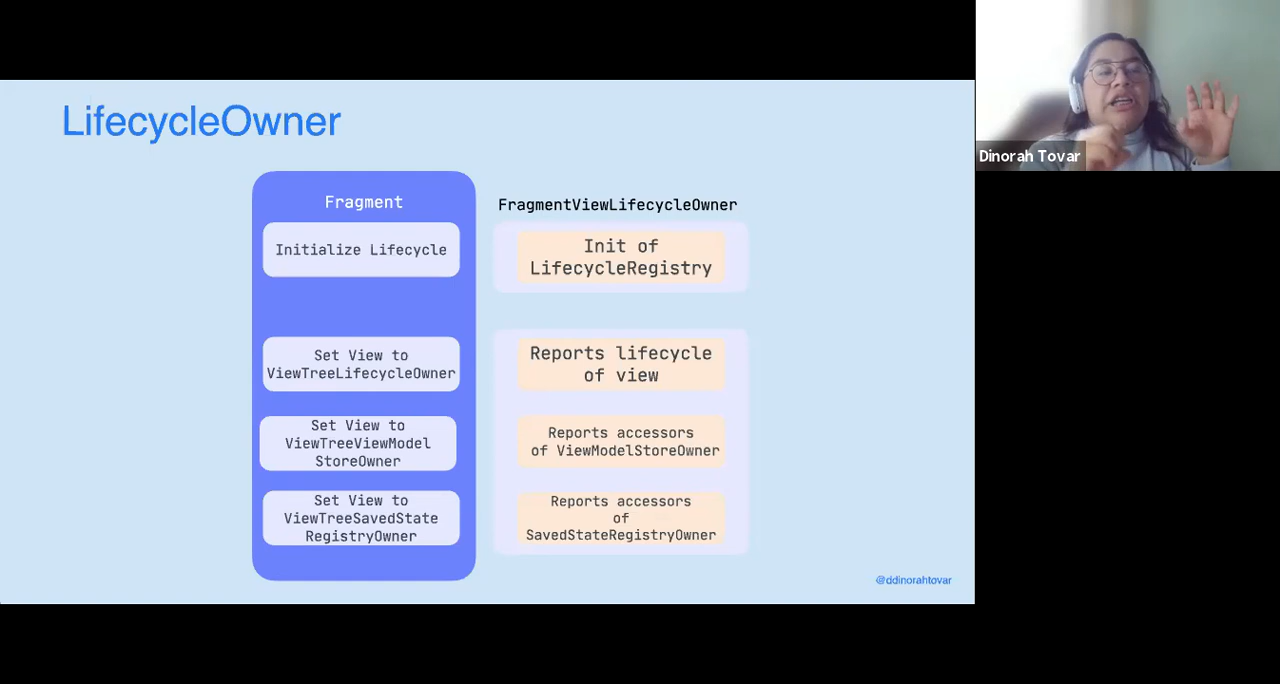 LifecycleOwner
Fragment
Initialize Lifecycle
Set View to
ViewTreeLifecycleOwner
Set View to
ViewTreeViewModel
StoreOwner
Set View to
ViewTreeSavedState
RegistryOwner
FragmentViewLifecycleOwner
Init of
LifecycleRegistry
Reports lifecycle
of view
Reports accessors
of ViewModelStoreOwner
Reports accessors
of
SavedStateRegistryOwner
@ddinorahtovar
Dinorah Tovar